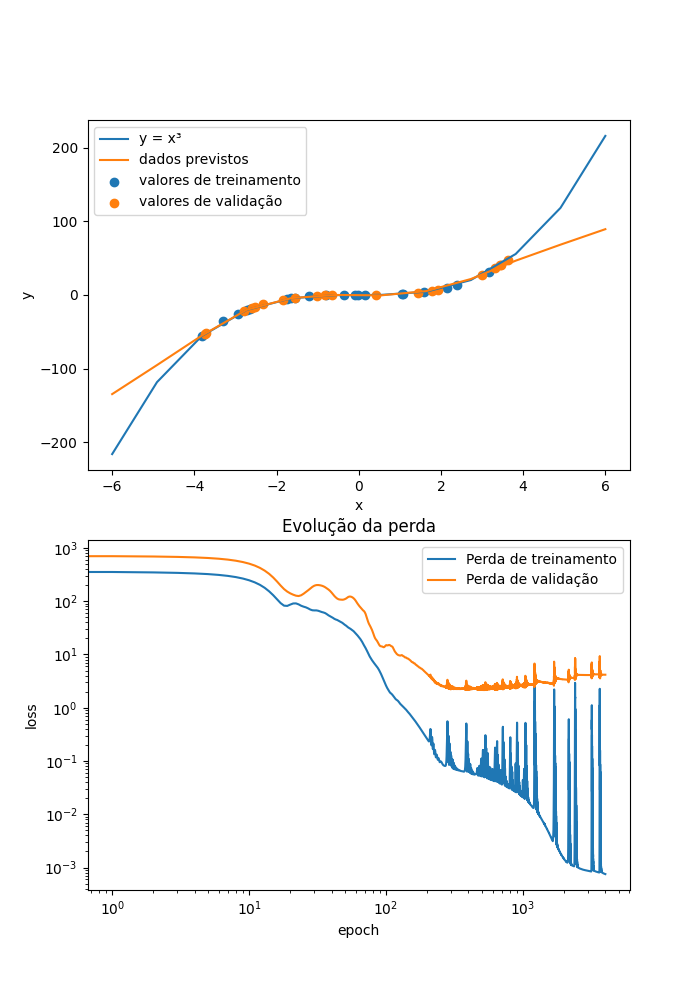 y = x³
dados previstos
valores de treinamento
valores de validação
200
100
0
−100
−200
y
−6 −4 −2 0 2 4 6
x
Evolução da perda
Perda de treinamento
Perda de validação
10³
10²
10¹
10⁰
10⁻¹
10⁻²
10⁻³
loss
10⁰ 10¹ 10² 10³
epoch